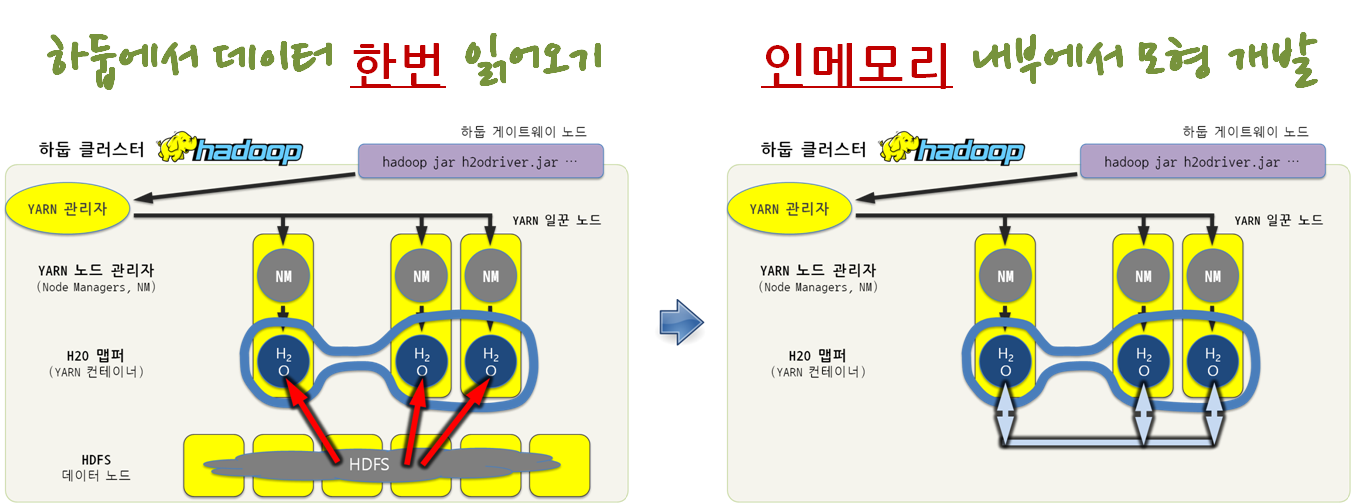 하둡에서 데이터 한번 읽어오기
하둡 클러스터
hadoop
하둡 게이트웨이 노드
hadoop jar h2odriver.jar …
YARN 관리자
YARN 일꾼 노드
YARN 노드 관리자
(Node Managers, NM)
NM
NM
NM
H2O 맵퍼
(YARN 컨테이너)
H2
O
H2
O
H2
O
HDFS
데이터 노드
HDFS
인메모리 내부에서 모형 개발
하둡 클러스터
hadoop
하둡 게이트웨이 노드
hadoop jar h2odriver.jar …
YARN 관리자
YARN 일꾼 노드
YARN 노드 관리자
(Node Managers, NM)
NM
NM
NM
H2O 맵퍼
(YARN 컨테이너)
H2
O
H2
O
H2
O